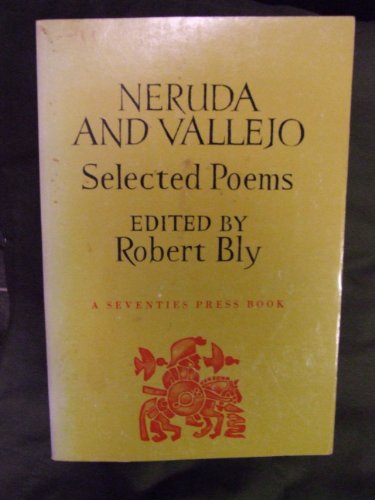 NERUDA
AND VALLEJO
Selected Poems
EDITED BY
Robert Bly
A SEVENTIES PRESS BOOK